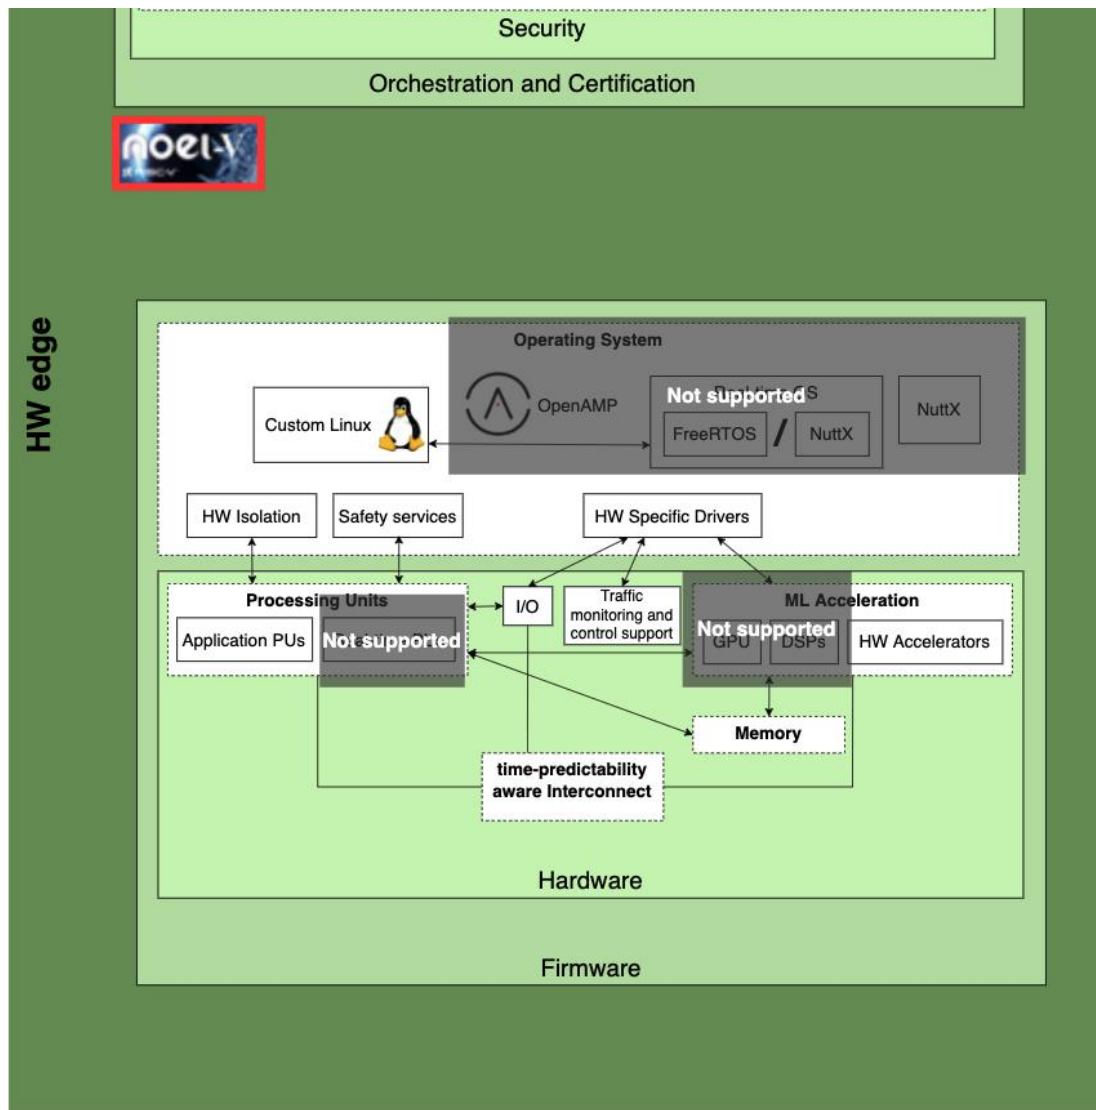 Security
Orchestration and Certification
noel-V
HW edge
Operating System
OpenAMP
Not supported
Custom Linux
FreeRTOS / NuttX
NuttX
HW Isolation
Safety services
HW Specific Drivers
Processing Units
Application PUs
Not supported
I/O
Traffic
monitoring and
control support
ML Acceleration
Not supported
GPU
DSPs
HW Accelerators
Memory
time-predictability
aware Interconnect
Hardware
Firmware